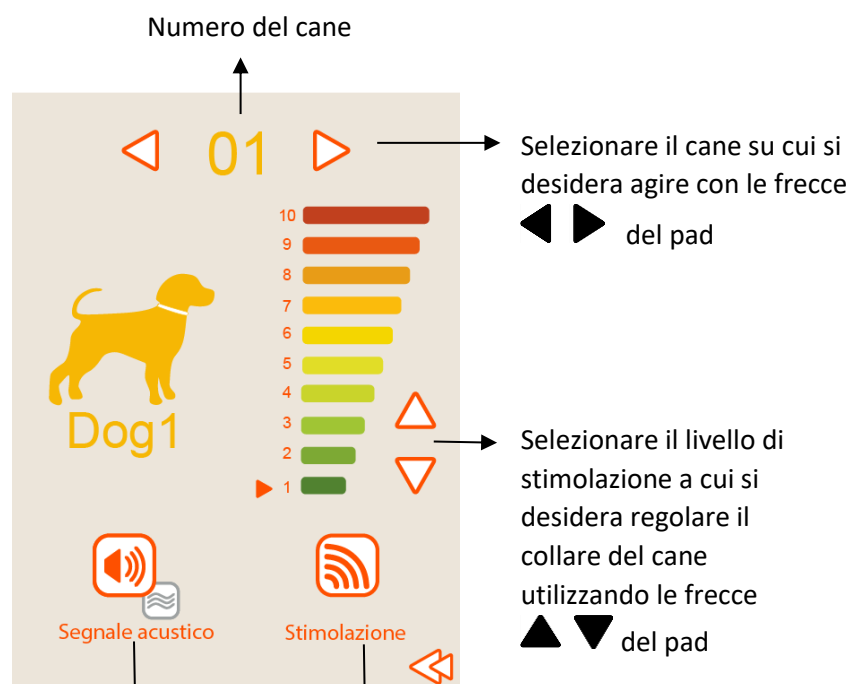 Numero del cane
01
Selezionare il cane su cui si
desidera agire con le frecce
del pad
10
9
8
7
6
5
4
3
2
1
Dog1
Selezionare il livello di
stimolazione a cui si
desidera regolare il
collare del cane
utilizzando le frecce
del pad
Segnale acustico
Stimolazione